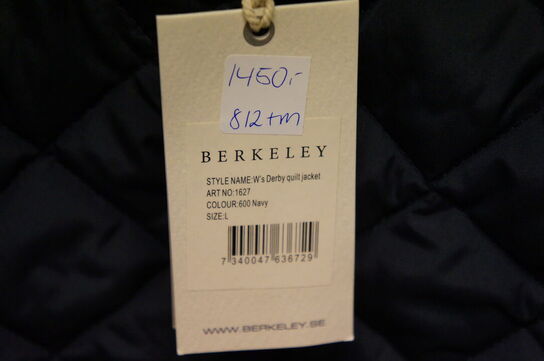 1450,-
812+m
BERKELEY
STYLE NAME:W's Derby quilt jacket
ART NO:1627
COLOUR:600 Navy
SIZE:L
7 340047 636729
WWW.BERKELEY.SE